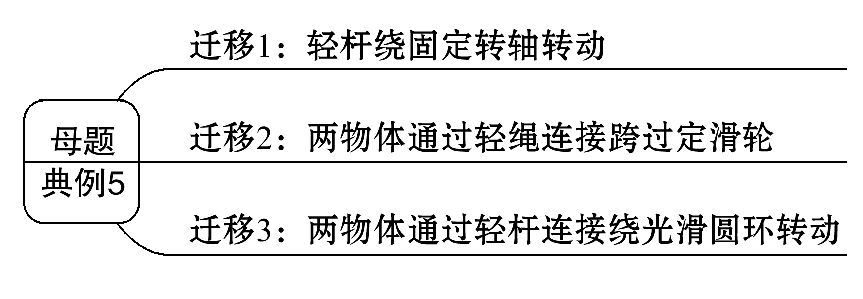 迁移1：轻杆绕固定转轴转动
母题
典例5
迁移2：两物体通过轻绳连接跨过定滑轮
迁移3：两物体通过轻杆连接绕光滑圆环转动